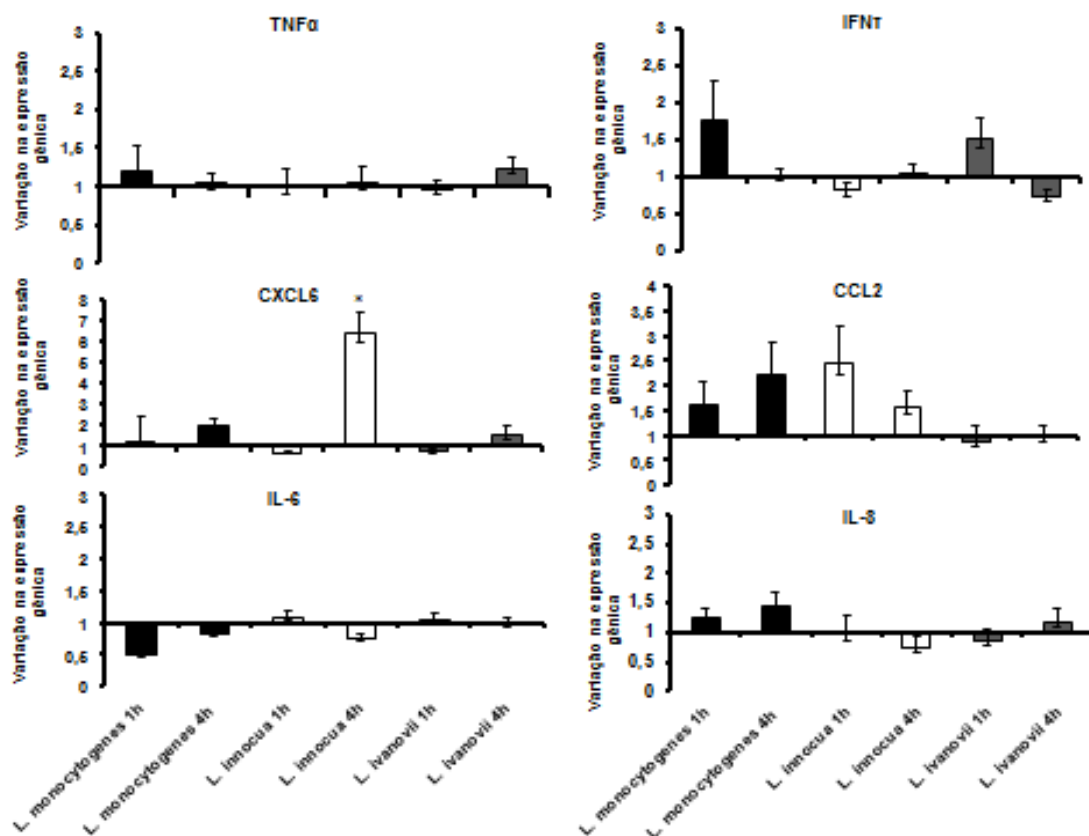 TNFα
Variação na expressão
gênica
3
2,5
2
1,5
1
0,5
0
IFNτ
Variação na expressão
gênica
3
2,5
2
1,5
1
0,5
0
CXCL6
*
Variação na expressão
gênica
8
7
6
5
4
3
2
1
0
CCL2
Variação na expressão
gênica
4
3,5
3
2,5
2
1,5
1
0,5
0
IL-6
Variação na expressão
gênica
3
2,5
2
1,5
1
0,5
0
IL-8
Variação na expressão
gênica
3
2,5
2
1,5
1
0,5
0
L. monocytogenes 1h
L. monocytogenes 4h
L. innocua 1h
L. innocua 4h
L. ivanovii 1h
L. ivanovii 4h
L. monocytogenes 1h
L. monocytogenes 4h
L. innocua 1h
L. innocua 4h
L. ivanovii 1h
L. ivanovii 4h